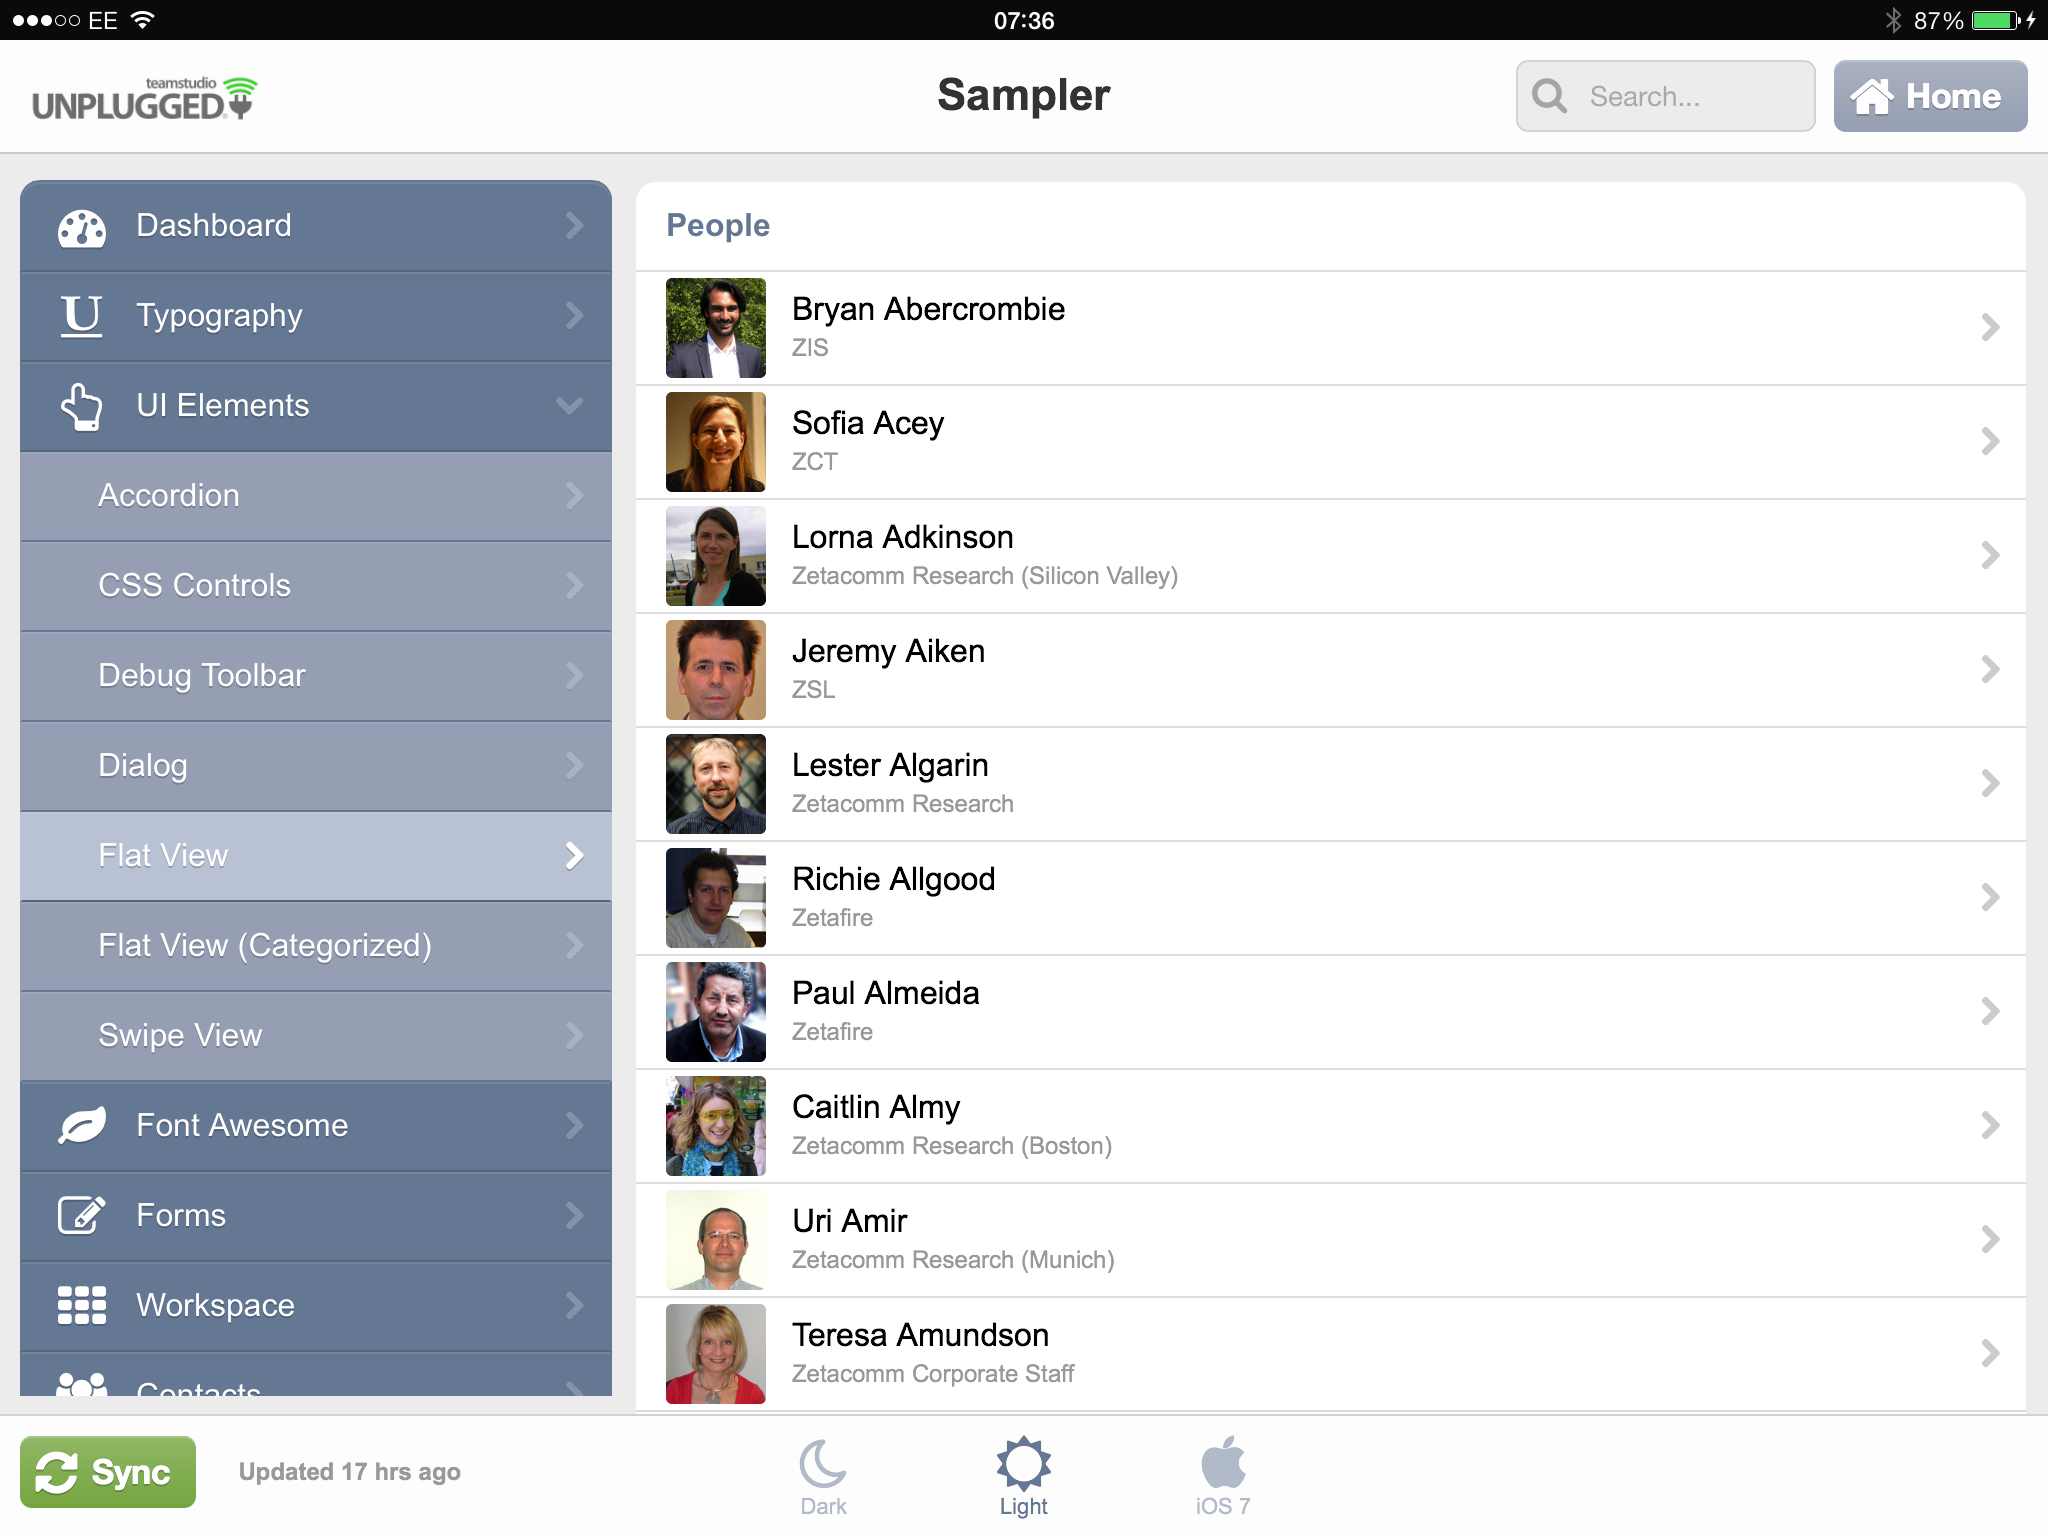 EE 07:36 87%
teamstudio
UNPLUGGED
Sampler
Search...
Home
Dashboard
Typography
UI Elements
Accordion
CSS Controls
Debug Toolbar
Dialog
Flat View
Flat View (Categorized)
Swipe View
Font Awesome
Forms
Workspace
Contacts
People
Bryan Abercrombie
ZIS
Sofia Acey
ZCT
Lorna Adkinson
Zetacomm Research (Silicon Valley)
Jeremy Aiken
ZSL
Lester Algarin
Zetacomm Research
Richie Allgood
Zetafire
Paul Almeida
Zetafire
Caitlin Almy
Zetacomm Research (Boston)
Uri Amir
Zetacomm Research (Munich)
Teresa Amundson
Zetacomm Corporate Staff
Sync
Updated 17 hrs ago
Dark
Light
iOS 7